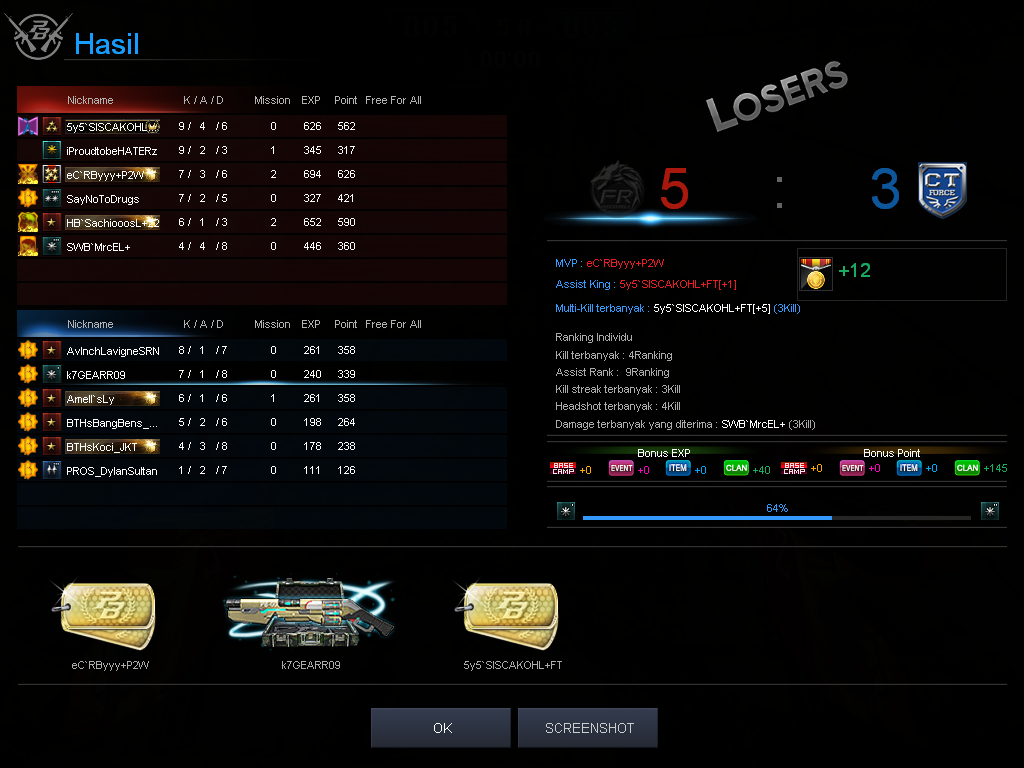 Hasil
Nickname K / A / D Mission EXP Point Free For All
5y5`SISCAKOHL 9 / 4 / 6 0 626 562
iProudtobeHATERz 9 / 2 / 3 1 345 317
eC`RByyy+P2W 7 / 3 / 6 2 694 626
SayNoToDrugs 7 / 2 / 5 0 327 421
HB`SachiooosL+22 6 / 1 / 3 2 652 590
SWB`MrcEL+ 4 / 4 / 8 0 446 360
Nickname K / A / D Mission EXP Point Free For All
AvInchLavigneSRN 8 / 1 / 7 0 261 358
k7GEARR09 7 / 1 / 8 0 240 339
Amell`sLy 6 / 1 / 6 1 261 358
BTHsBangBens_... 5 / 2 / 6 0 198 264
BTHsKoci_JKT 4 / 3 / 8 0 178 238
PROS_DylanSultan 1 / 2 / 7 0 111 126
LOSERS
FR 5 : 3 CT FORCE
MVP : eC`RByyy+P2W
Assist King : 5y5`SISCAKOHL+FT[+1]
+12
Multi-Kill terbanyak : 5y5`SISCAKOHL+FT[+5] (3Kill)
Ranking Individu
Kill terbanyak : 4Ranking
Assist Rank : 9Ranking
Kill streak terbanyak : 3Kill
Headshot terbanyak : 4Kill
Damage terbanyak yang diterima : SWB`MrcEL+ (3Kill)
Bonus EXP Bonus Point
BASE CAMP +0 EVENT +0 ITEM +0 CLAN +40 BASE CAMP +0 EVENT +0 ITEM +0 CLAN +145
64%
eC`RByyy+P2W k7GEARR09 5y5`SISCAKOHL+FT
OK SCREENSHOT